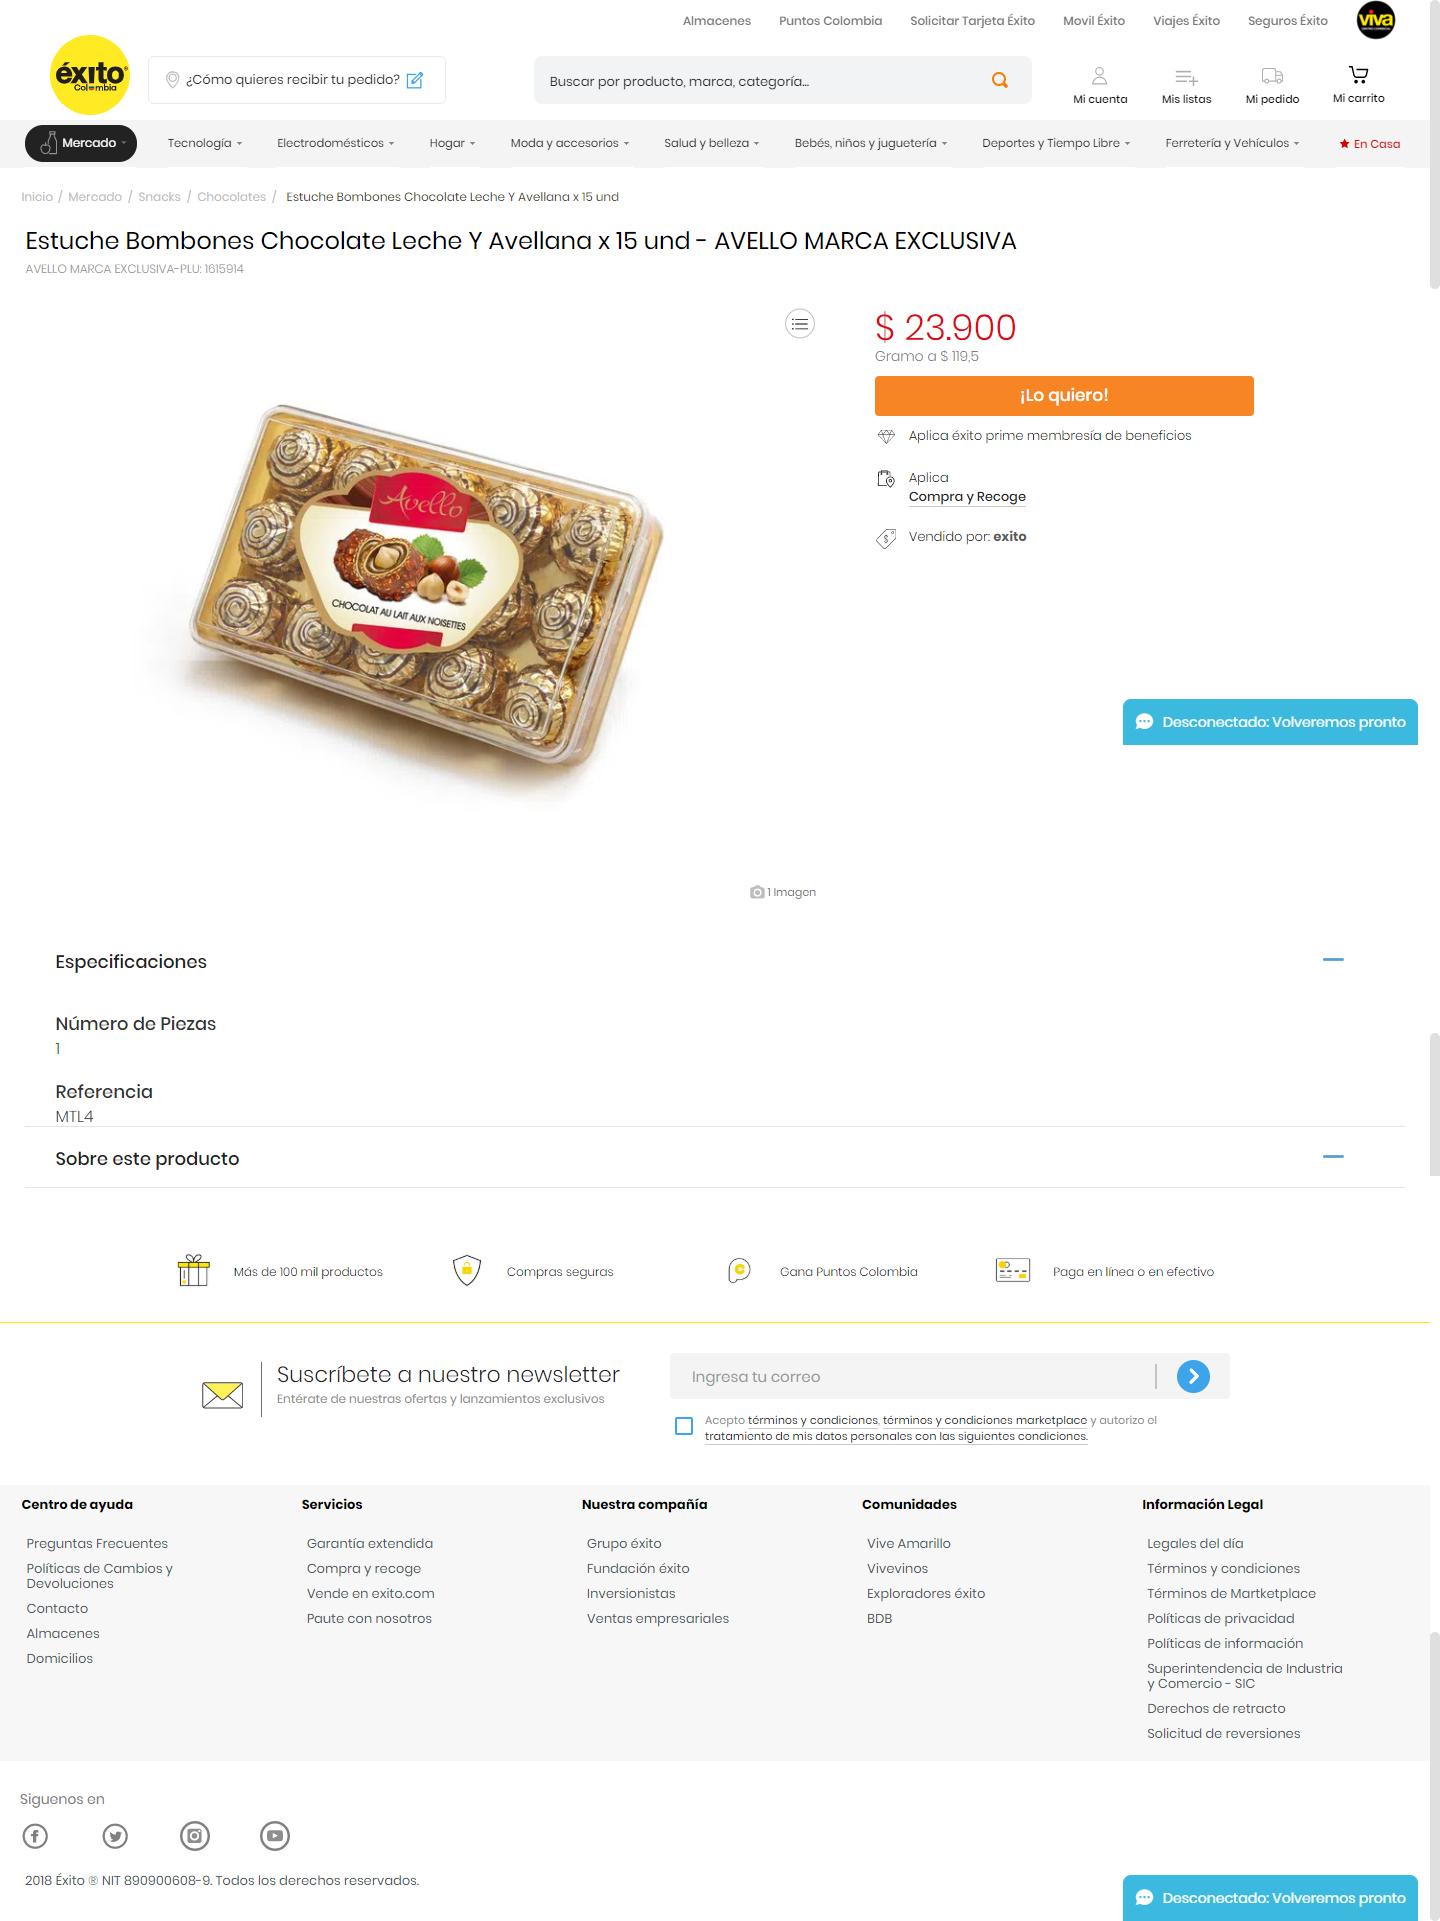 Almacenes Puntos Colombia Solicitar Tarjeta Éxito Movil Éxito Viajes Éxito Seguros Éxito viva
éxito
Colombia
¿Cómo quieres recibir tu pedido?
Buscar por producto, marca, categoría...
Mi cuenta Mis listas Mi pedido Mi carrito
Mercado Tecnología Electrodomésticos Hogar Moda y accesorios Salud y belleza Bebés, niños y juguetería Deportes y Tiempo Libre Ferretería y Vehículos En Casa
Inicio / Mercado / Snacks / Chocolates / Estuche Bombones Chocolate Leche Y Avellana x 15 und
Estuche Bombones Chocolate Leche Y Avellana x 15 und - AVELLO MARCA EXCLUSIVA
AVELLO MARCA EXCLUSIVA-PLU: 1615914
Avello
CHOCOLAT AU LAIT AUX NOISETTES
$ 23.900
Gramo a $ 119,5
¡Lo quiero!
Aplica éxito prime membresía de beneficios
Aplica
Compra y Recoge
Vendido por: exito
Desconectado: Volveremos pronto
1 Imagen
Especificaciones
Número de Piezas
1
Referencia
MTL4
Sobre este producto
Más de 100 mil productos Compras seguras Gana Puntos Colombia Paga en línea o en efectivo
Suscríbete a nuestro newsletter
Entérate de nuestras ofertas y lanzamientos exclusivos
Ingresa tu correo
Acepto términos y condiciones, términos y condiciones marketplace y autorizo el
tratamiento de mis datos personales con las siguientes condiciones.
Centro de ayuda
Preguntas Frecuentes
Políticas de Cambios y
Devoluciones
Contacto
Almacenes
Domicilios
Servicios
Garantía extendida
Compra y recoge
Vende en exito.com
Paute con nosotros
Nuestra compañía
Grupo éxito
Fundación éxito
Inversionistas
Ventas empresariales
Comunidades
Vive Amarillo
Vivevinos
Exploradores éxito
BDB
Información Legal
Legales del día
Términos y condiciones
Términos de Martketplace
Políticas de privacidad
Políticas de información
Superintendencia de Industria
y Comercio - SIC
Derechos de retracto
Solicitud de reversiones
Siguenos en
2018 Éxito ® NIT 890900608-9. Todos los derechos reservados.
Desconectado: Volveremos pronto